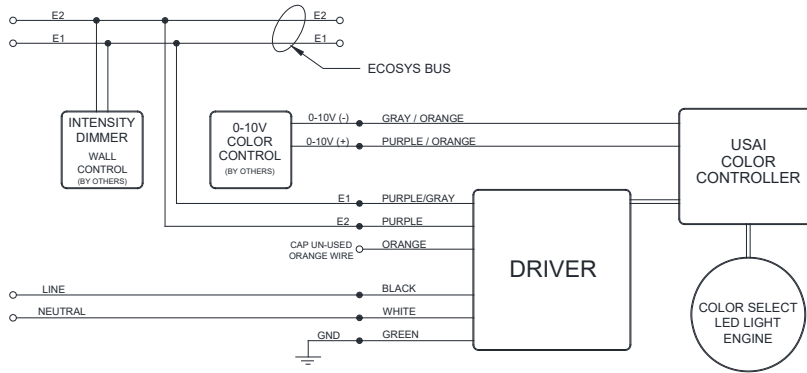 E2
E2
E1
E1
ECOSYS BUS
INTENSITY
DIMMER
WALL
CONTROL
(BY OTHERS)
0-10V
COLOR
CONTROL
(BY OTHERS)
0-10V (-)
GRAY / ORANGE
0-10V (+)
PURPLE / ORANGE
USAI
COLOR
CONTROLLER
E1
PURPLE/GRAY
E2
PURPLE
CAP UN-USED
ORANGE WIRE
ORANGE
DRIVER
LINE
BLACK
NEUTRAL
WHITE
GND
GREEN
COLOR SELECT
LED LIGHT
ENGINE